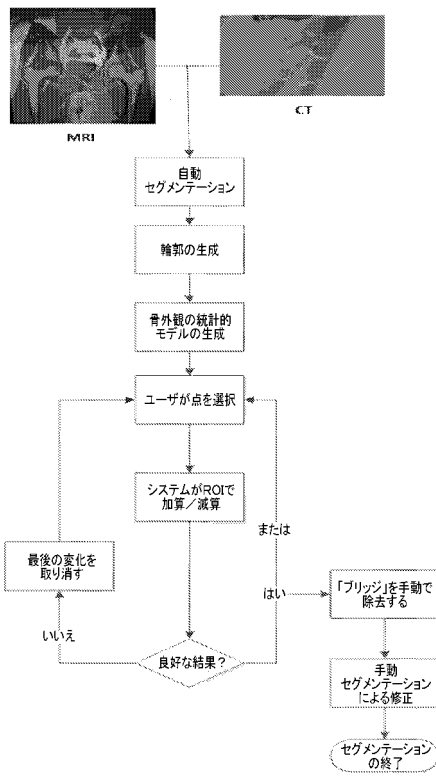 MRI
CT
自動
セグメンテーション
輪郭の生成
骨外観の統計的
モデルの生成
ユーザが点を選択
システムがROIで
加算／減算
または
最後の変化を
取り消す
はい
「ブリッジ」を手動で
除去する
いいえ
良好な結果？
手動
セグメンテーション
による修正
セグメンテーション
の終了